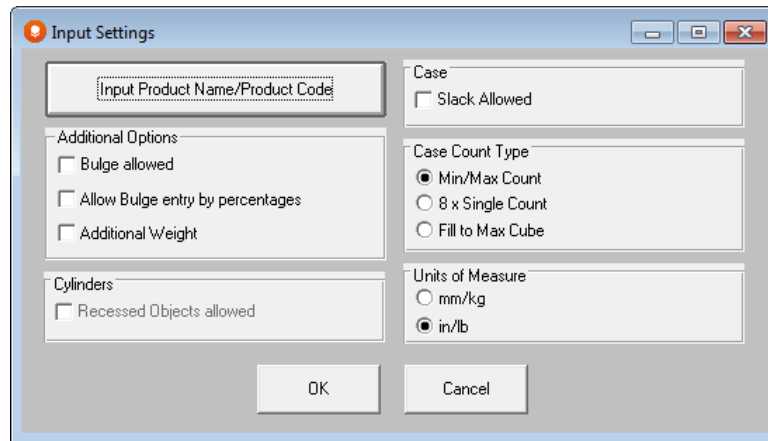 Input Settings
Input Product Name/Product Code
Additional Options
Bulge allowed
Allow Bulge entry by percentages
Additional Weight
Cylinders
Recessed Objects allowed
Case
Slack Allowed
Case Count Type
Min/Max Count
8 x Single Count
Fill to Max Cube
Units of Measure
mm/kg
in/lb
OK
Cancel